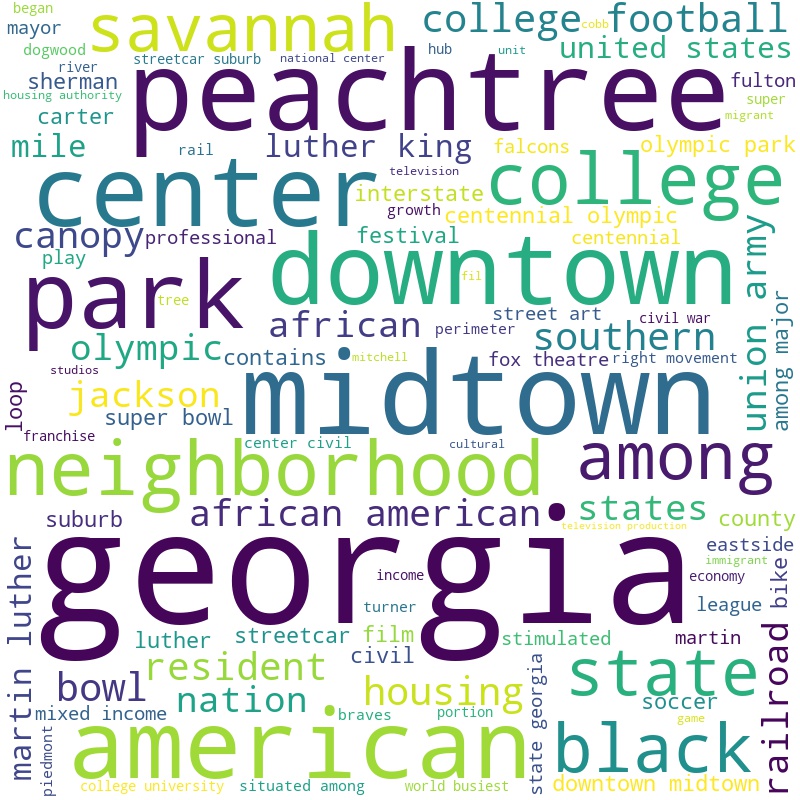 began
mayor
savannah
college football
cobb
dogwood
streetcar suburb
national center
hub
unit
united states
river
sherman
peachtree
fulton
housing authority
super
carter
migrant
mile
rail
luther king
falcons
olympic park
center
television
college
interstate
growth
centennial olympic
canopy
professional
festival
centennial
union army
play
downtown
park
tree
fil
street art
civil war
among major
african
perimeter
southern
olympic
contains
mitchell
fox theatre
right movement
studios
midtown
jackson
loop
super bowl
franchise
center civil
cultural
neighborhood
among
african american
states
suburb
television production
county
georgia
eastside
martin luther
income
immigrant
economy
bike
turner
league
luther
streetcar
film
stimulated
martin
resident
civil
state georgia
state
railroad
bowl
nation
housing
soccer
mixed income
braves
portion
game
piedmont
american
black
college university
situated among
world busiest
downtown midtown